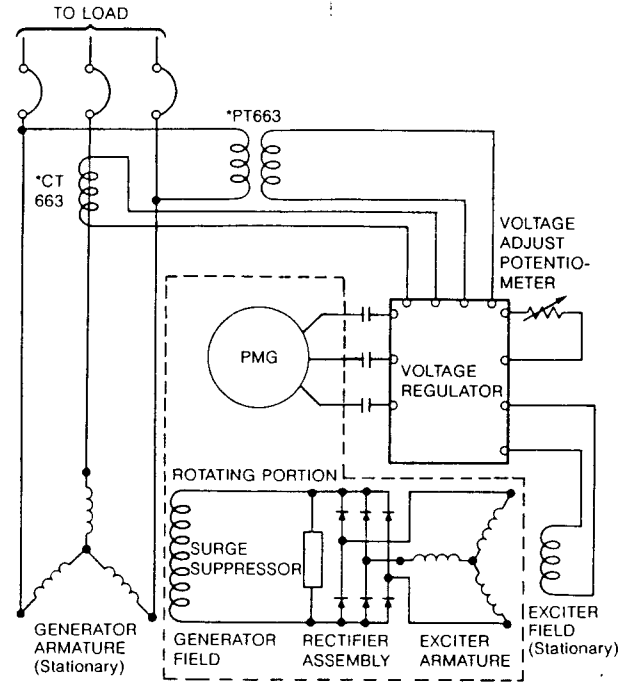 TO LOAD
*PT663
*CT
663
VOLTAGE
ADJUST
POTENTIO-
METER
PMG
VOLTAGE
REGULATOR
ROTATING PORTION
SURGE
SUPPRESSOR
GENERATOR
ARMATURE
(Stationary)
GENERATOR
FIELD
RECTIFIER
ASSEMBLY
EXCITER
ARMATURE
EXCITER
FIELD
(Stationary)